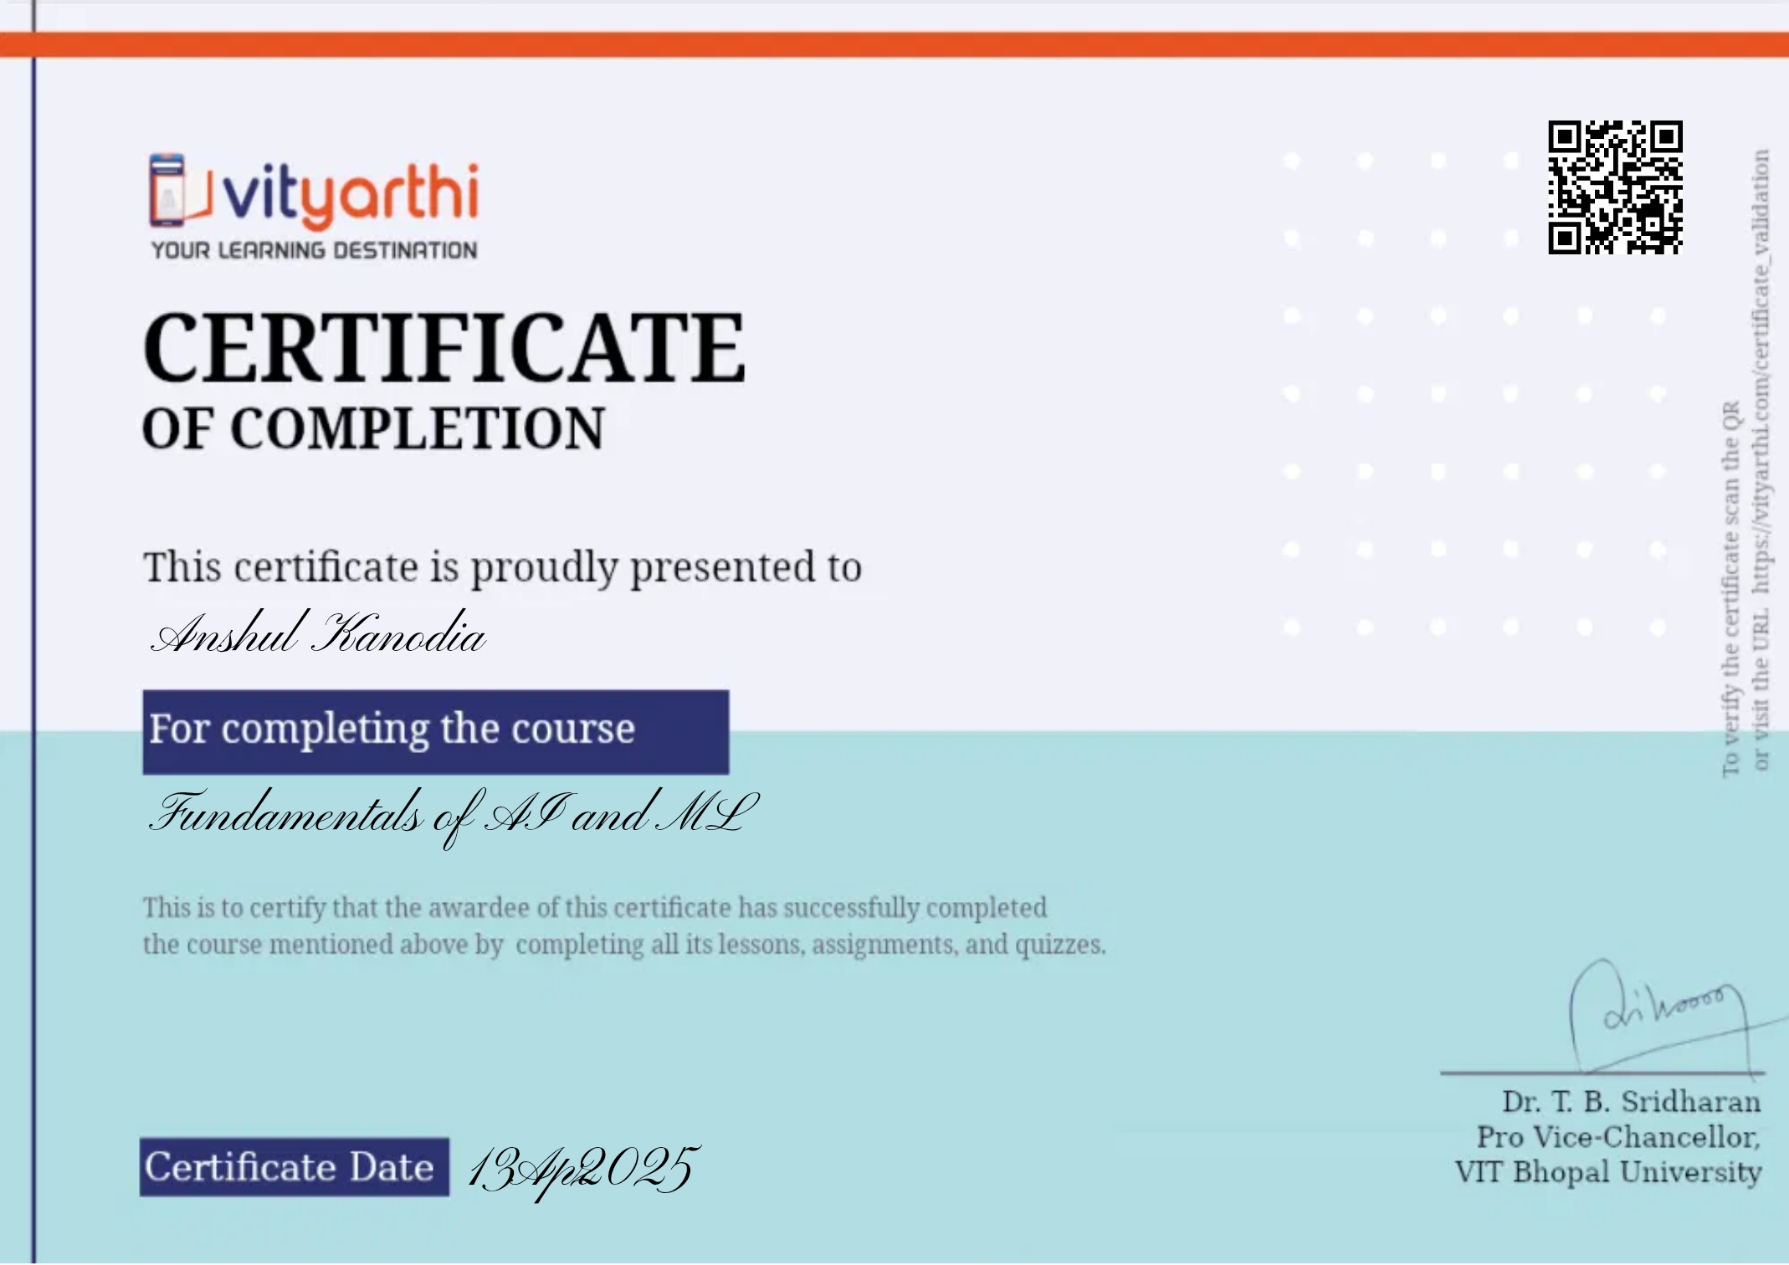 vityarthi
YOUR LEARNING DESTINATION
CERTIFICATE
OF COMPLETION
This certificate is proudly presented to
Anshul Kanodia
For completing the course
Fundamentals of AI and ML
This is to certify that the awardee of this certificate has successfully completed
the course mentioned above by completing all its lessons, assignments, and quizzes.
Certificate Date
13Apr2025
Dr. T. B. Sridharan
Pro Vice-Chancellor,
VIT Bhopal University
To verify the certificate scan the QR
or visit the URL https://vityarthi.com/certificate_validation